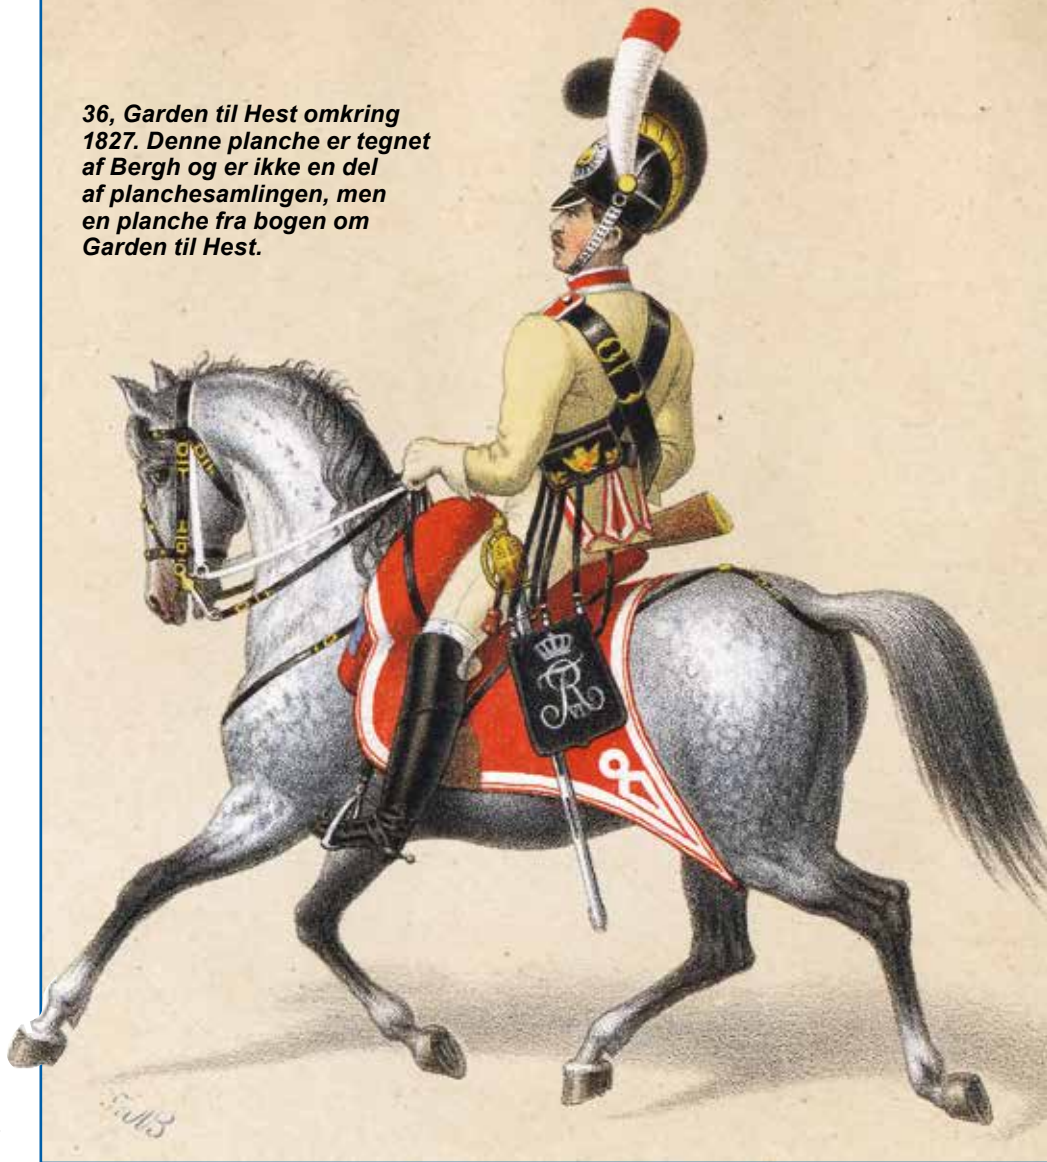 36, Garden til Hest omkring
1827. Denne planche er tegnet
af Bergh og er ikke en del
af planchesamlingen, men
en planche fra bogen om
Garden til Hest.